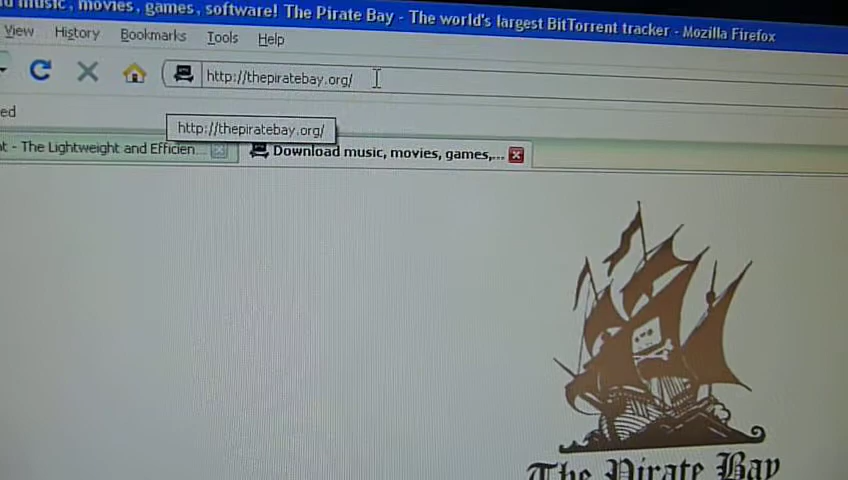 music, movies, games, software! The Pirate Bay - The world's largest BitTorrent tracker - Mozilla Firefox
View History Bookmarks Tools Help
http://thepiratebay.org/
ed
http://thepiratebay.org/
t - The Lightweight and Efficien... Download music, movies, games,...
The Pirate Bay